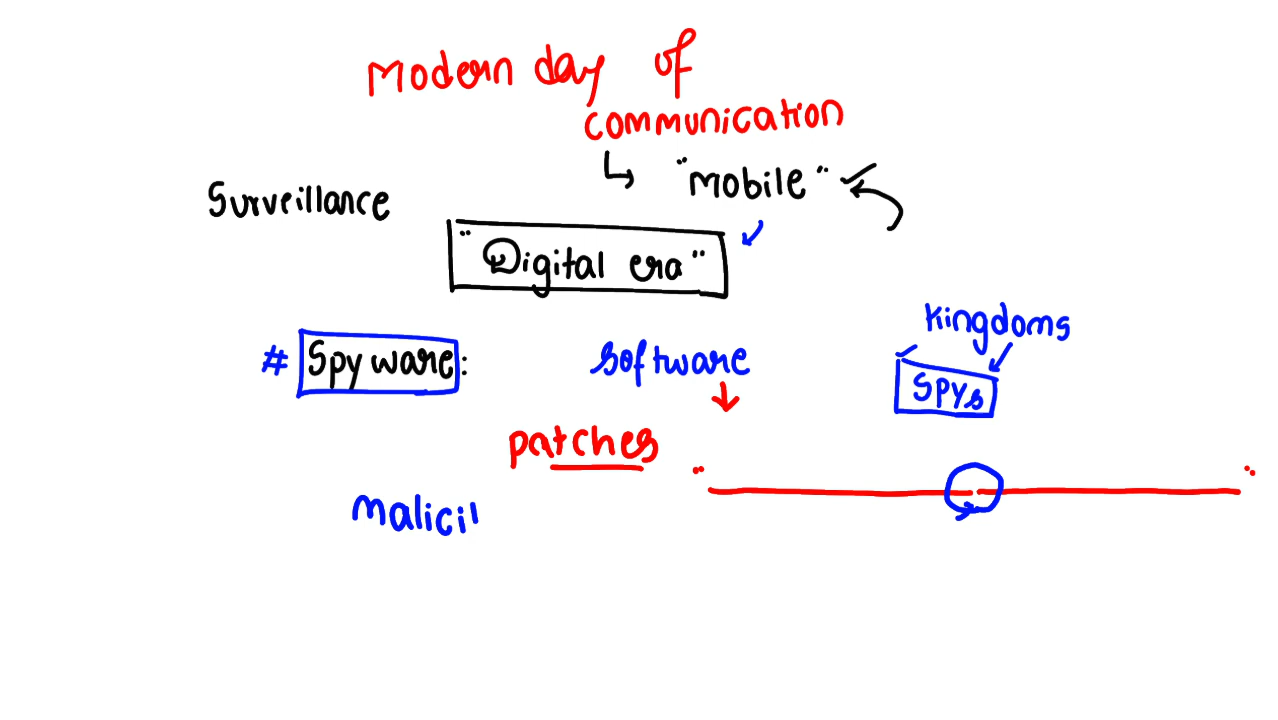 Modern day of
communication
"mobile"
Surveillance
"Digital era"
Kingdoms
# Spyware: software
Spys
patches
malici